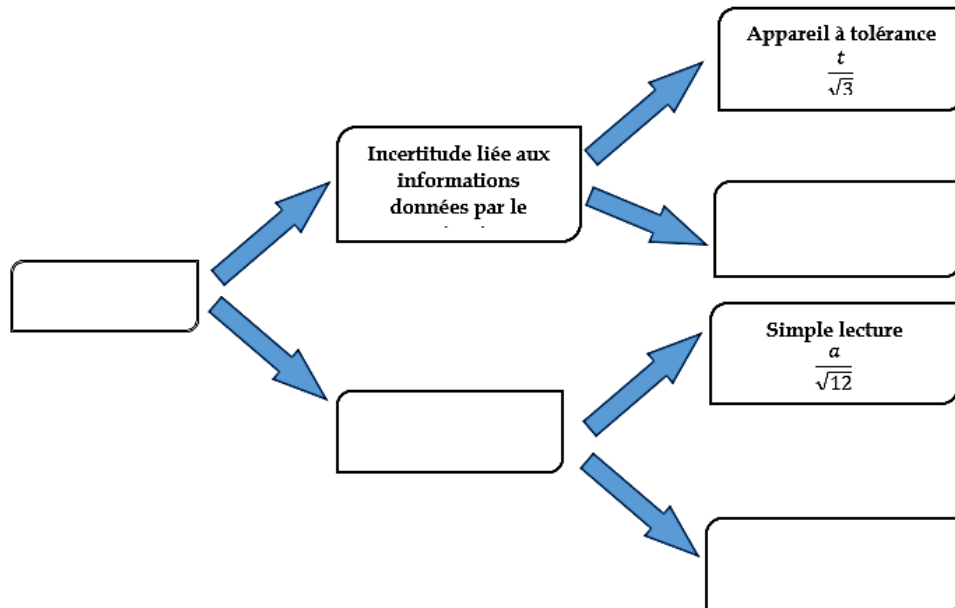 Appareil à tolérance
t
√3
Incertitude liée aux
informations
données par le
Simple lecture
a
√12